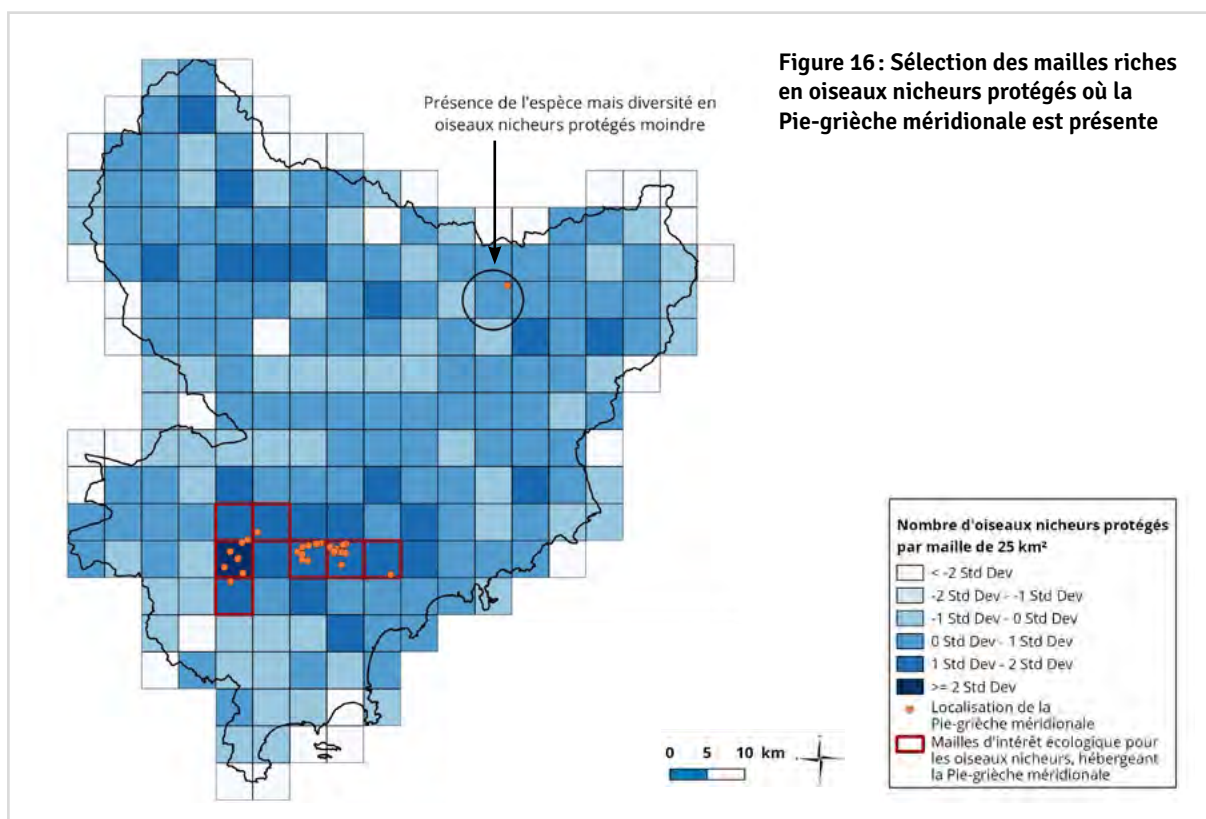 Figure 16 : Sélection des mailles riches
en oiseaux nicheurs protégés où la
Pie-grièche méridionale est présente
Présence de l'espèce mais diversité en
oiseaux nicheurs protégés moindre
Nombre d'oiseaux nicheurs protégés
par maille de 25 km²
< -2 Std Dev
-2 Std Dev - -1 Std Dev
-1 Std Dev - 0 Std Dev
0 Std Dev - 1 Std Dev
1 Std Dev - 2 Std Dev
>= 2 Std Dev
Localisation de la
Pie-grièche méridionale
Mailles d'intérêt écologique pour
les oiseaux nicheurs, hébergeant
la Pie-grièche méridionale
0 5 10 km